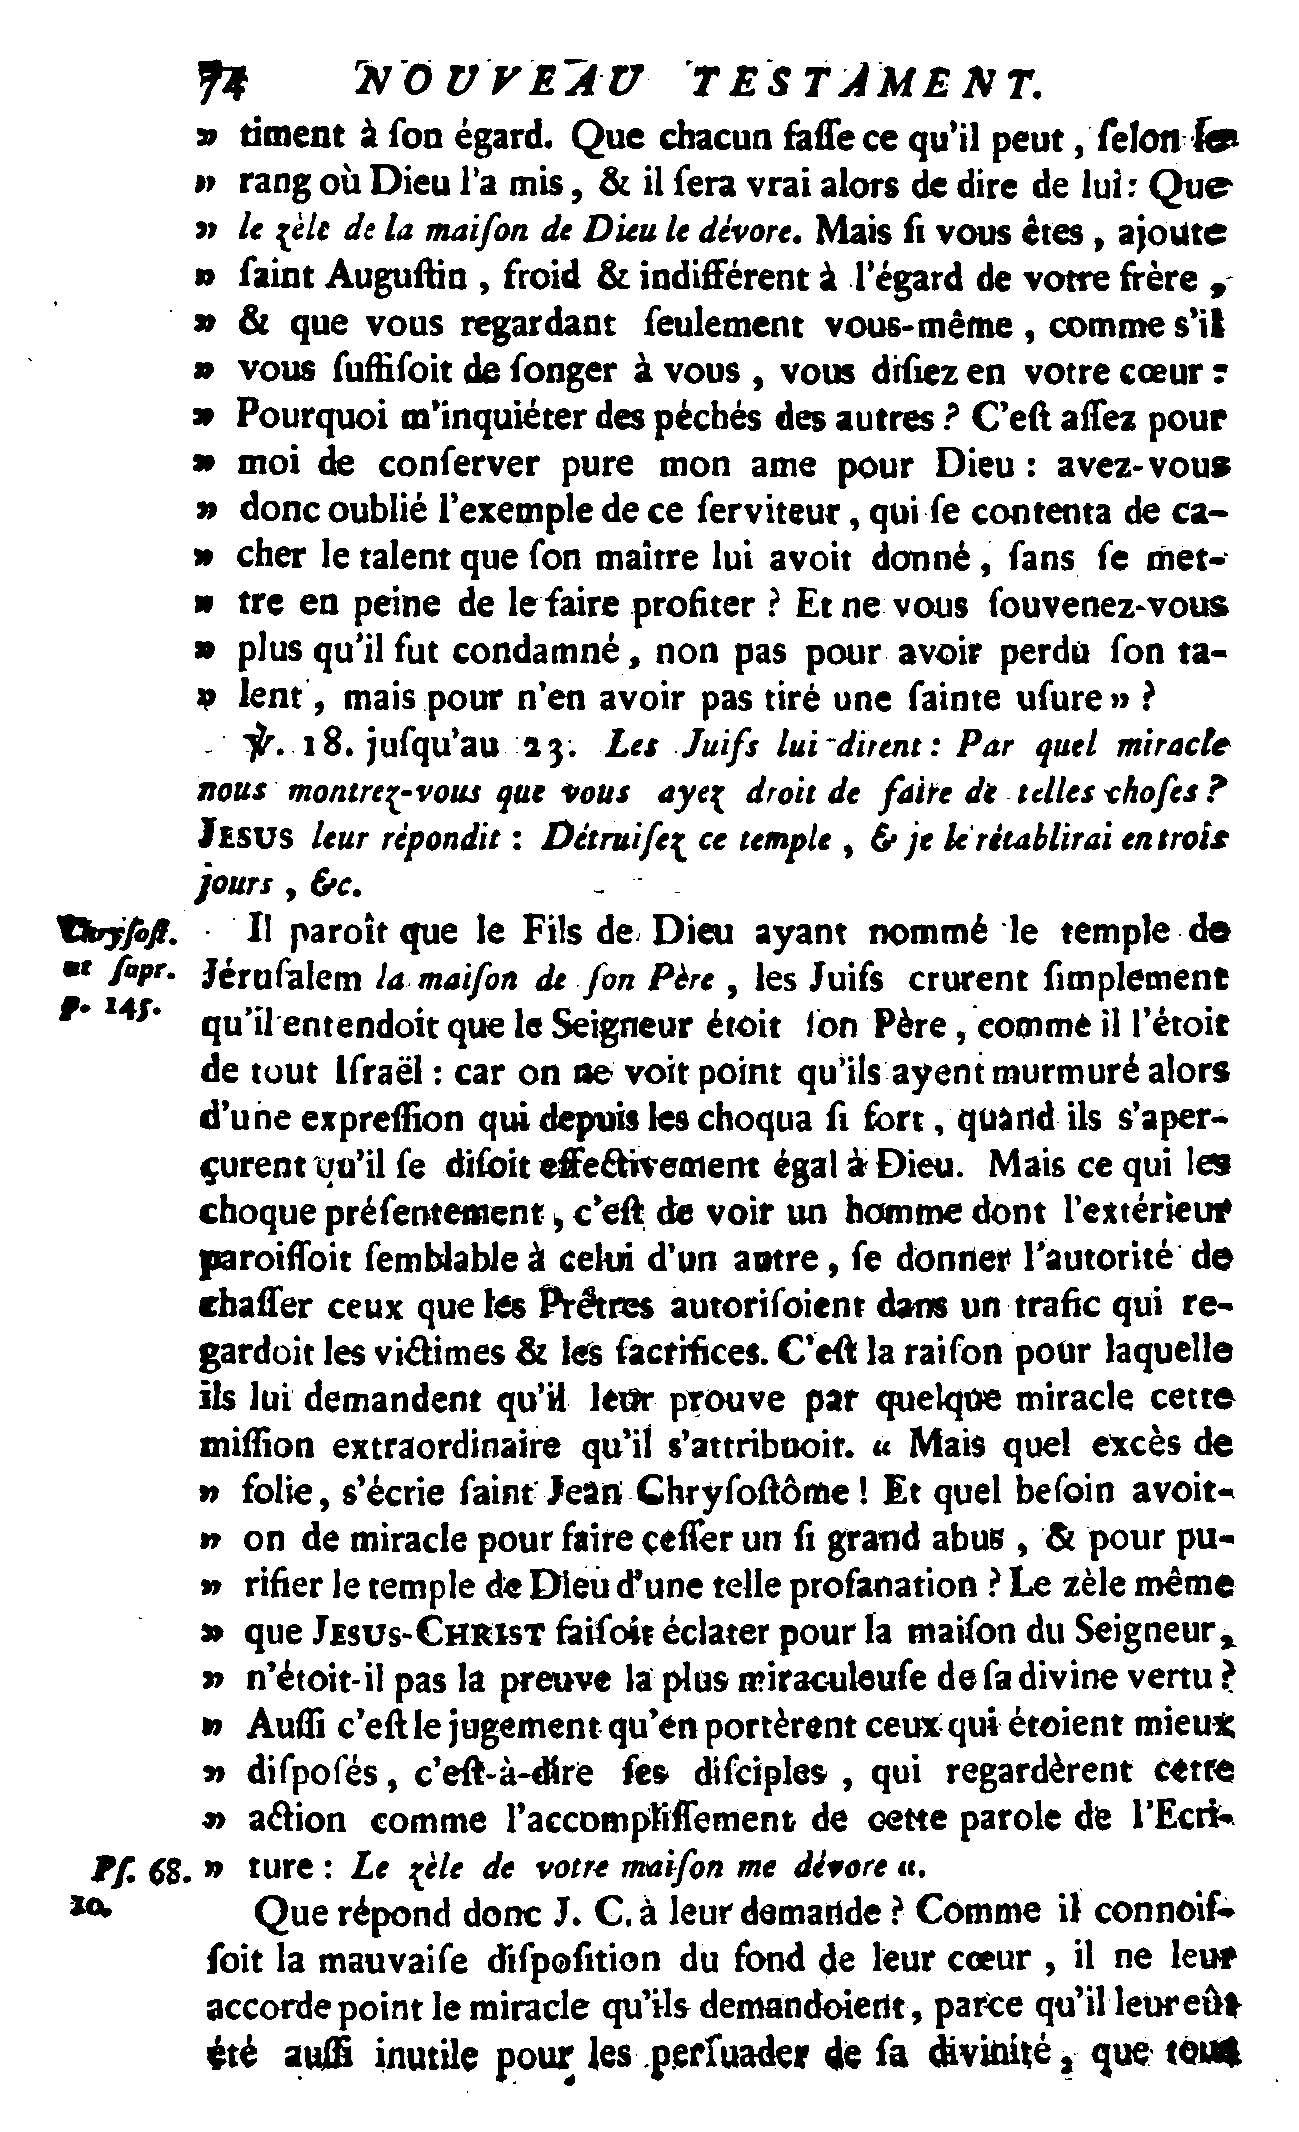 74 NOUVEAU TESTAMENT.
» timent à ſon égard. Que chacun faſſe ce qu'il peut, ſelon ſon
» rang où Dieu l'a mis, & il ſera vrai alors de dire de lui: Que
» le zèle de la maiſon de Dieu le dévore. Mais ſi vous êtes, ajoute
» ſaint Auguſtin, froid & indifférent à l'égard de votre frère,
» & que vous regardant ſeulement vous-même, comme s'il
» vous ſuffiſoit de ſonger à vous, vous diſiez en votre cœur :
» Pourquoi m'inquiéter des péchés des autres ? C'eſt aſſez pour
» moi de conſerver pure mon ame pour Dieu : avez-vous
» donc oublié l'exemple de ce ſerviteur, qui ſe contenta de ca-
» cher le talent que ſon maître lui avoit donné, ſans ſe met-
» tre en peine de le faire profiter ? Et ne vous ſouvenez-vous
» plus qu'il fut condamné, non pas pour avoir perdu ſon ta-
» lent, mais pour n'en avoir pas tiré une ſainte uſure » ?
℣. 18. juſqu'au 23. Les Juifs lui dirent : Par quel miracle
nous montrez-vous que vous ayez droit de faire de telles choſes ?
JESUS leur répondit : Détruiſez ce temple, & je le rétablirai en trois
jours, &c.
Chryſoſt.
ut ſupr.
p. 145.
Il paroît que le Fils de Dieu ayant nommé le temple de
Jéruſalem la maiſon de ſon Père, les Juifs crurent ſimplement
qu'il entendoit que le Seigneur étoit ſon Père, comme il l'étoit
de tout Iſraël : car on ne voit point qu'ils ayent murmuré alors
d'une expreſſion qui depuis les choqua ſi fort, quand ils s'aper-
çurent qu'il ſe diſoit effectivement égal à Dieu. Mais ce qui les
choque préſentement, c'eſt de voir un homme dont l'extérieur
paroiſſoit ſemblable à celui d'un autre, ſe donner l'autorité de
chaſſer ceux que les Prêtres autoriſoient dans un trafic qui re-
gardoit les victimes & les ſacrifices. C'eſt la raiſon pour laquelle
ils lui demandent qu'il leur prouve par quelque miracle cette
miſſion extraordinaire qu'il s'attribuoit. « Mais quel excès de
» folie, s'écrie ſaint Jean Chryſoſtôme ! Et quel beſoin avoit-
» on de miracle pour faire ceſſer un ſi grand abus, & pour pu-
» rifier le temple de Dieu d'une telle profanation ? Le zèle même
» que JESUS-CHRIST faiſoit éclater pour la maiſon du Seigneur,
» n'étoit-il pas la preuve la plus miraculeuſe de ſa divine vertu ?
» Auſſi c'eſt le jugement qu'en portèrent ceux qui étoient mieux
» diſpoſés, c'eſt-à-dire ſes diſciples, qui regardèrent cette
» action comme l'accompliſſement de cette parole de l'Ecri-
Pſ. 68.
10.
» ture : Le zèle de votre maiſon me dévore «.
Que répond donc J. C. à leur demande ? Comme il connoiſ-
ſoit la mauvaiſe diſpoſition du fond de leur cœur, il ne leur
accorde point le miracle qu'ils demandoient, parce qu'il leur eût
été auſſi inutile pour les perſuader de ſa divinité, que tous